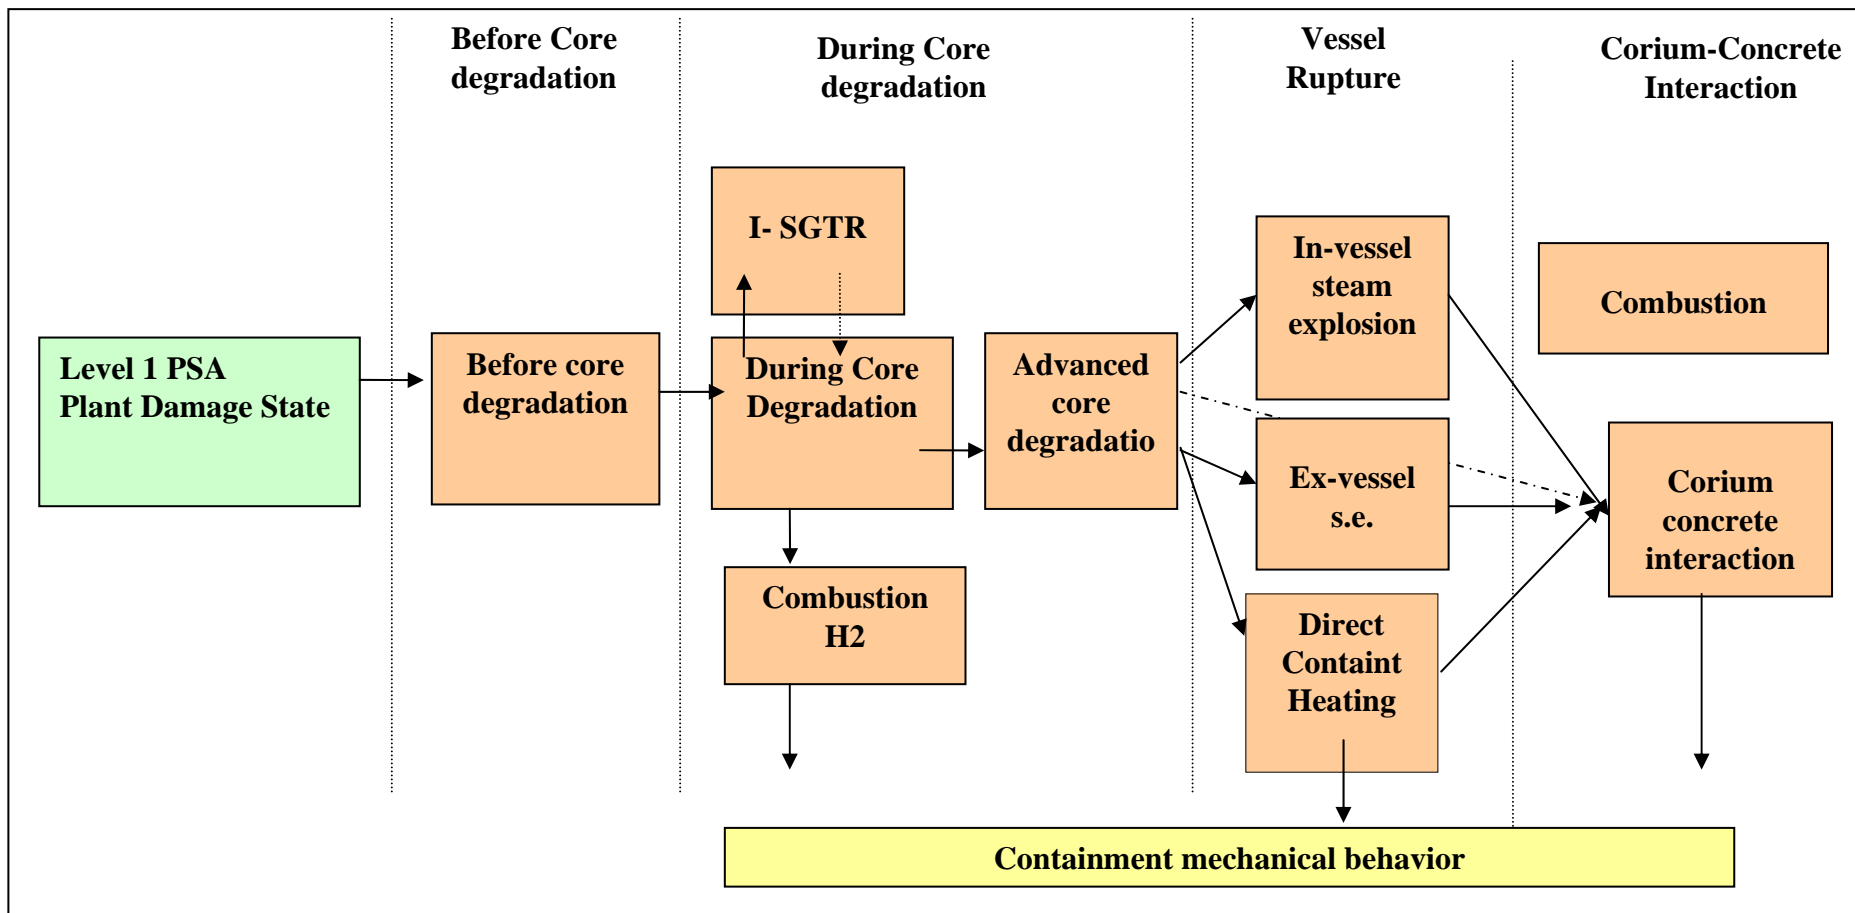 Before Core
degradation
During Core
degradation
Vessel
Rupture
Corium-Concrete
Interaction
I- SGTR
Level 1 PSA
Plant Damage State
Before core
degradation
During Core
Degradation
Advanced
core
degradatio
In-vessel
steam
explosion
Combustion
Ex-vessel
s.e.
Corium
concrete
interaction
Combustion
H2
Direct
Containt
Heating
Containment mechanical behavior